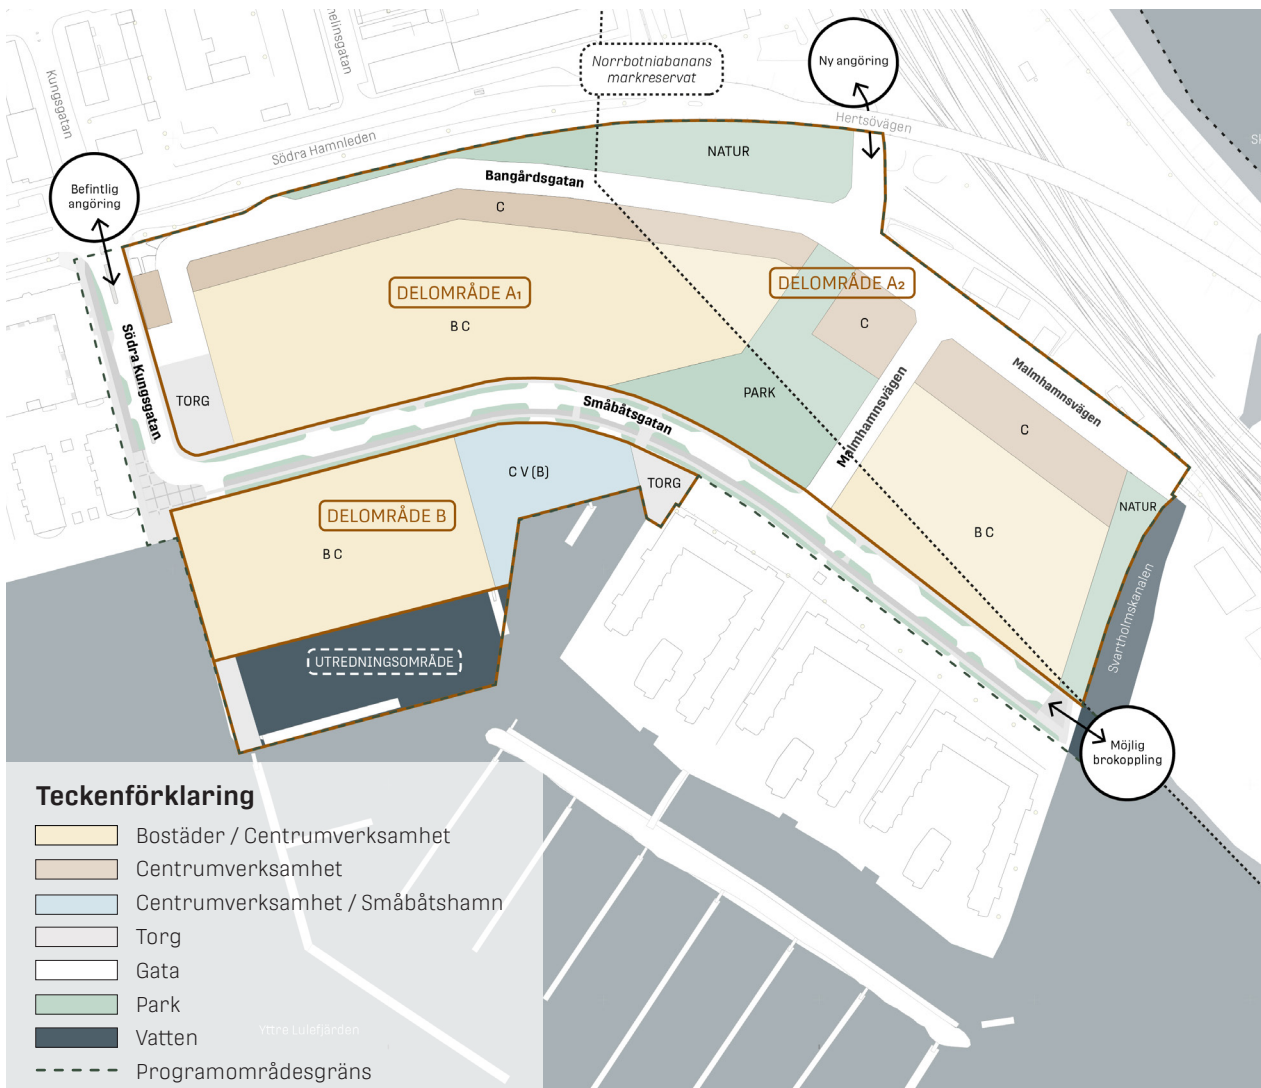 Norrbotniabanans
markreservat
Ny angöring
Hertsövägen
Kungsgatan
Södra Hamnleden
NATUR
Befintlig
angöring
Bangårdsgatan
C
DELOMRÅDE A1
DELOMRÅDE A2
B C
C
Södra Kungsgatan
TORG
Småbåtsgatan
PARK
Malmhamnsvägen
Malmhamnsvägen
C
C V (B)
TORG
NATUR
DELOMRÅDE B
B C
B C
Svartholmskanalen
UTREDNINGSOMRÅDE
Möjlig
brokoppling
Teckenförklaring
Bostäder / Centrumverksamhet
Centrumverksamhet
Centrumverksamhet / Småbåtshamn
Torg
Gata
Park
Vatten
Yttre Lulefjärden
Programområdesgräns